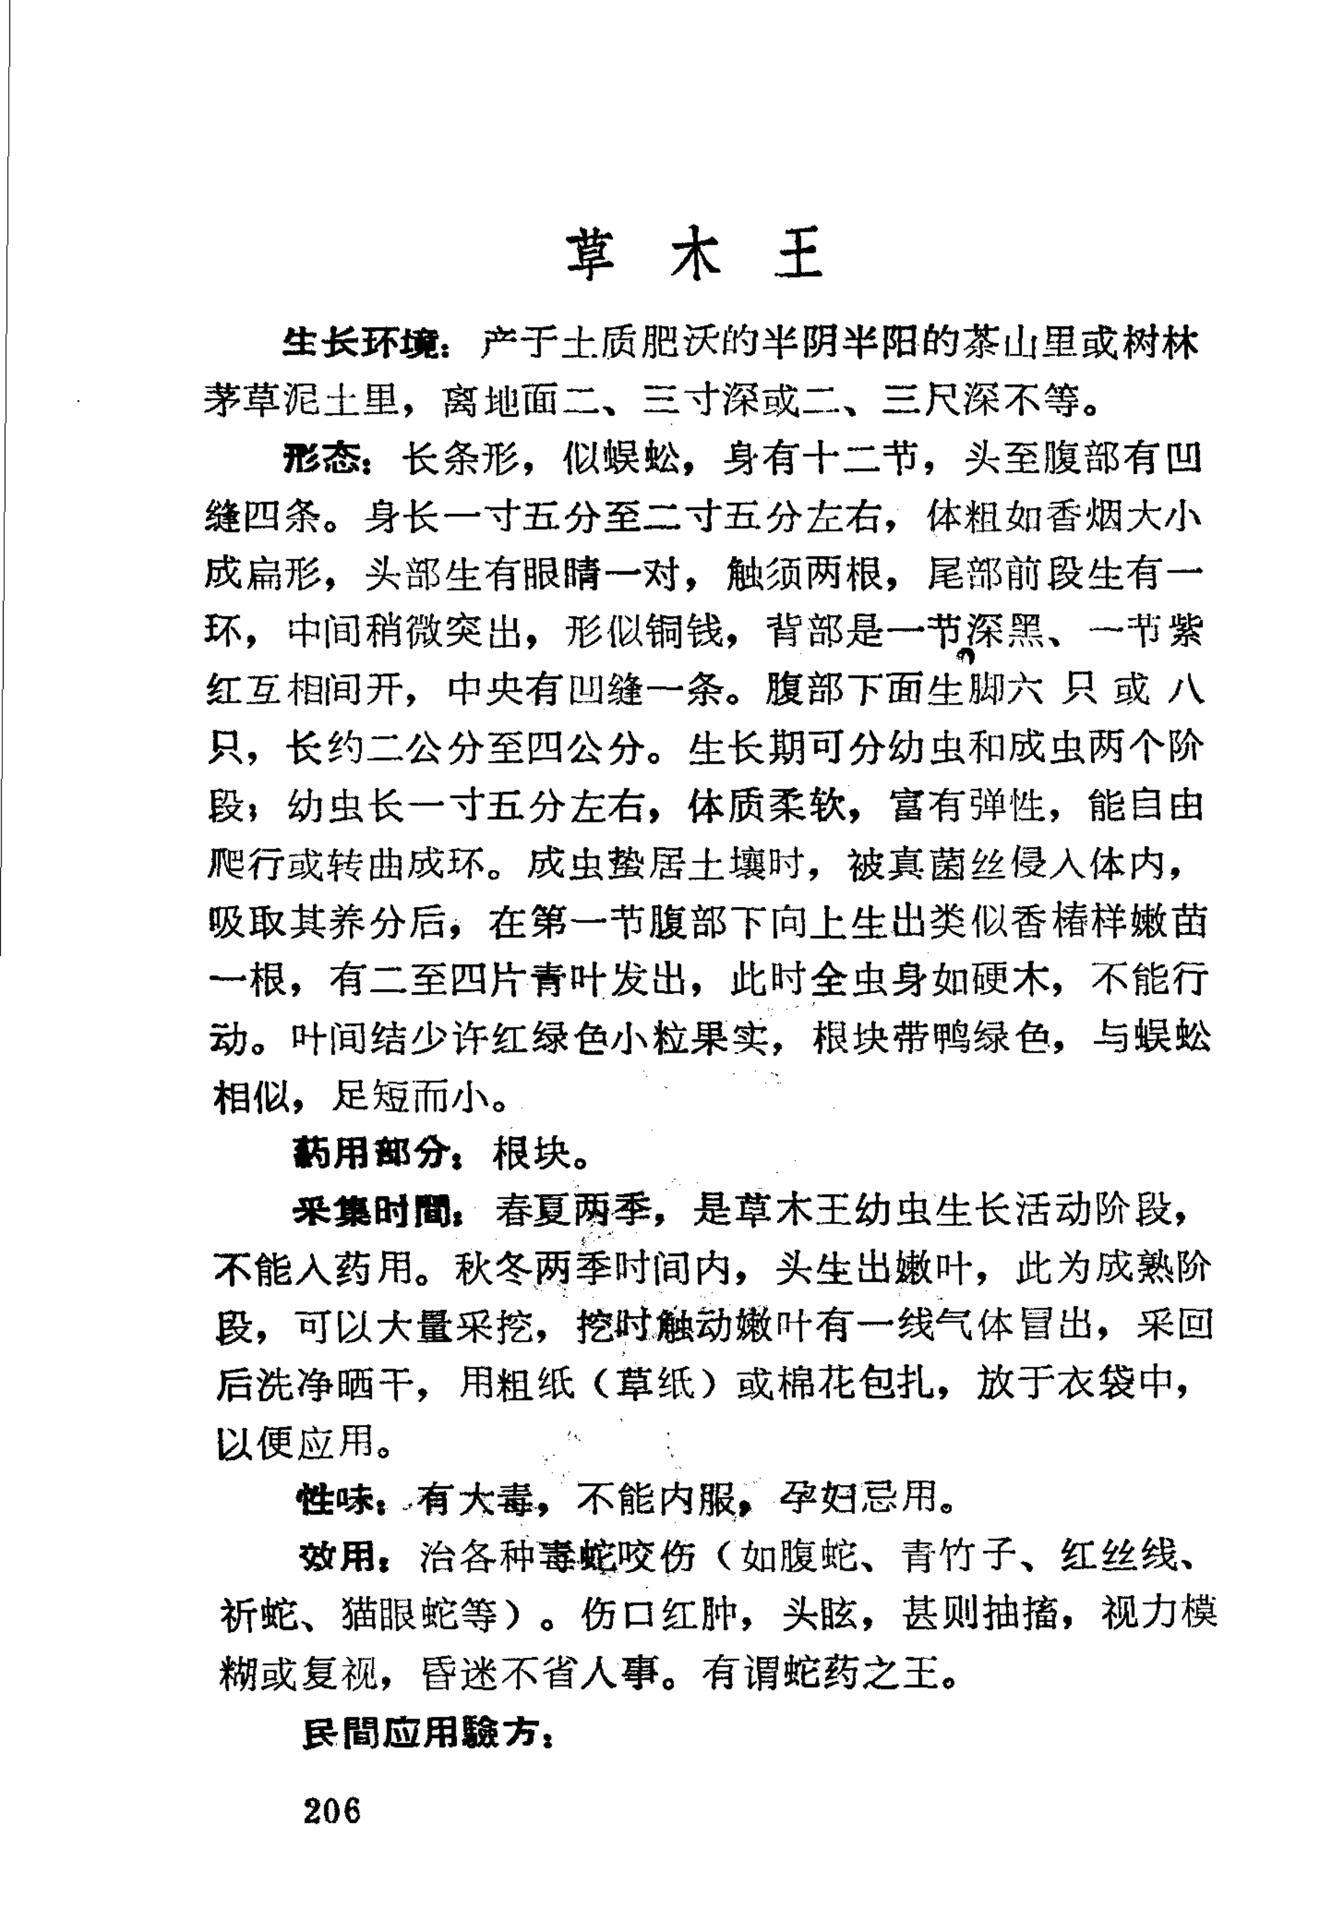 草木王
生长环境：产于土质肥沃的半阴半阳的茶山里或树林
茅草泥土里，离地面二、三寸深或二、三尺深不等。
形态：长条形，似蜈蚣，身有十二节，头至腹部有凹
缝四条。身长一寸五分至二寸五分左右，体粗如香烟大小
成扁形，头部生有眼睛一对，触须两根，尾部前段生有一
环，中间稍微突出，形似铜钱，背部是一节深黑、一节紫
红互相间开，中央有凹缝一条。腹部下面生脚六只或八
只，长约二公分至四公分。生长期可分幼虫和成虫两个阶
段；幼虫长一寸五分左右，体质柔软，富有弹性，能自由
爬行或转曲成环。成虫蛰居土壤时，被真菌丝侵入体内，
吸取其养分后，在第一节腹部下向上生出类似香椿样嫩苗
一根，有二至四片青叶发出，此时全虫身如硬木，不能行
动。叶间结少许红绿色小粒果实，根块带鸭绿色，与蜈蚣
相似，足短而小。
药用部分：根块。
采集时間：春夏两季，是草木王幼虫生长活动阶段，
不能入药用。秋冬两季时间内，头生出嫩叶，此为成熟阶
段，可以大量采挖，挖时触动嫩叶有一线气体冒出，采回
后洗净晒干，用粗纸（草纸）或棉花包扎，放于衣袋中，
以便应用。
性味：有大毒，不能内服，孕妇忌用。
效用：治各种毒蛇咬伤（如腹蛇、青竹子、红丝线、
祈蛇、猫眼蛇等）。伤口红肿，头眩，甚则抽搐，视力模
糊或复视，昏迷不省人事。有谓蛇药之王。
民間应用驗方：
206